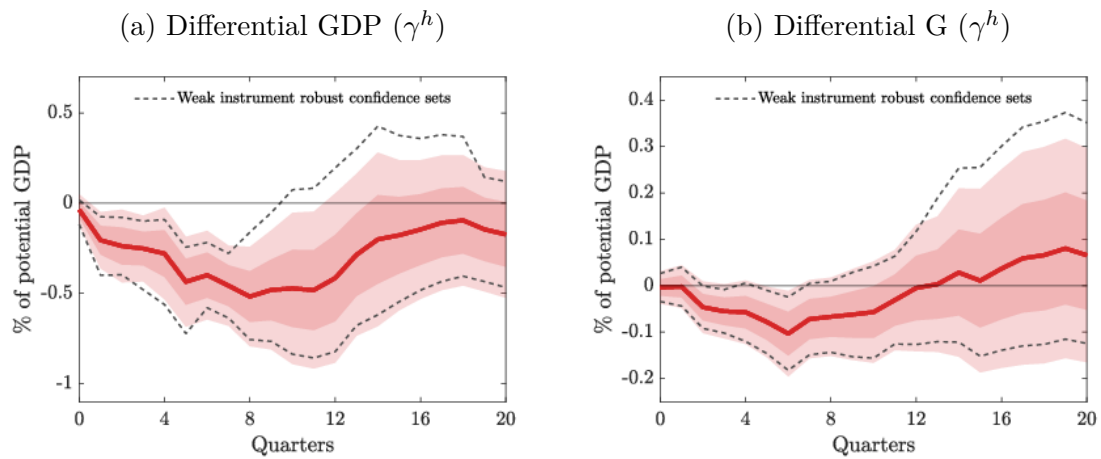 (a) Differential GDP (γ^h)
Weak instrument robust confidence sets
% of potential GDP
0.5
0
-0.5
-1
0 4 8 12 16 20
Quarters
(b) Differential G (γ^h)
Weak instrument robust confidence sets
% of potential GDP
0.4
0.3
0.2
0.1
0
-0.1
-0.2
0 4 8 12 16 20
Quarters